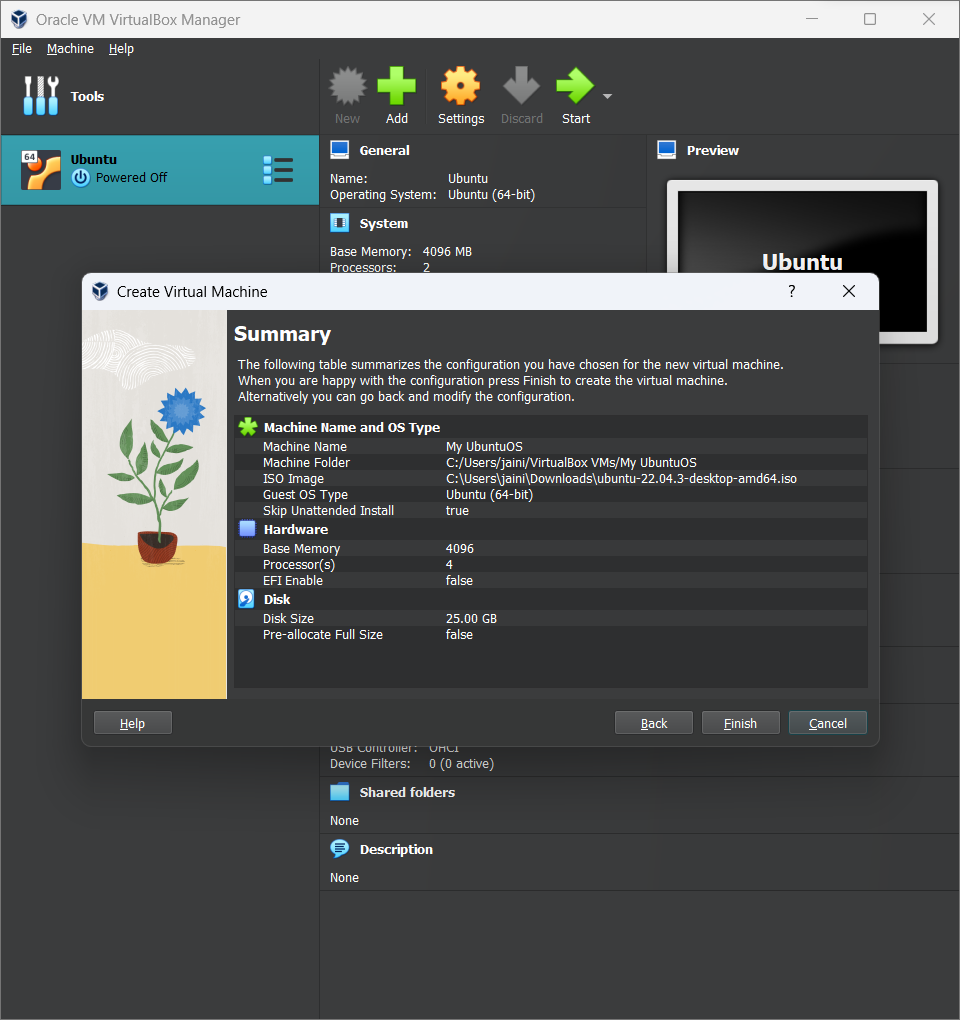 Oracle VM VirtualBox Manager
File Machine Help
Tools
New Add Settings Discard Start
64
Ubuntu
Powered Off
General
Name: Ubuntu
Operating System: Ubuntu (64-bit)
System
Base Memory: 4096 MB
Processors: 2
Preview
Ubuntu
Create Virtual Machine ?
Summary
The following table summarizes the configuration you have chosen for the new virtual machine.
When you are happy with the configuration press Finish to create the virtual machine.
Alternatively you can go back and modify the configuration.
Machine Name and OS Type
Machine Name My UbuntuOS
Machine Folder C:/Users/jaini/VirtualBox VMs/My UbuntuOS
ISO Image C:\Users\jaini\Downloads\ubuntu-22.04.3-desktop-amd64.iso
Guest OS Type Ubuntu (64-bit)
Skip Unattended Install true
Hardware
Base Memory 4096
Processor(s) 4
EFI Enable false
Disk
Disk Size 25.00 GB
Pre-allocate Full Size false
Help Back Finish Cancel
USB Controller: OHCI
Device Filters: 0 (0 active)
Shared folders
None
Description
None